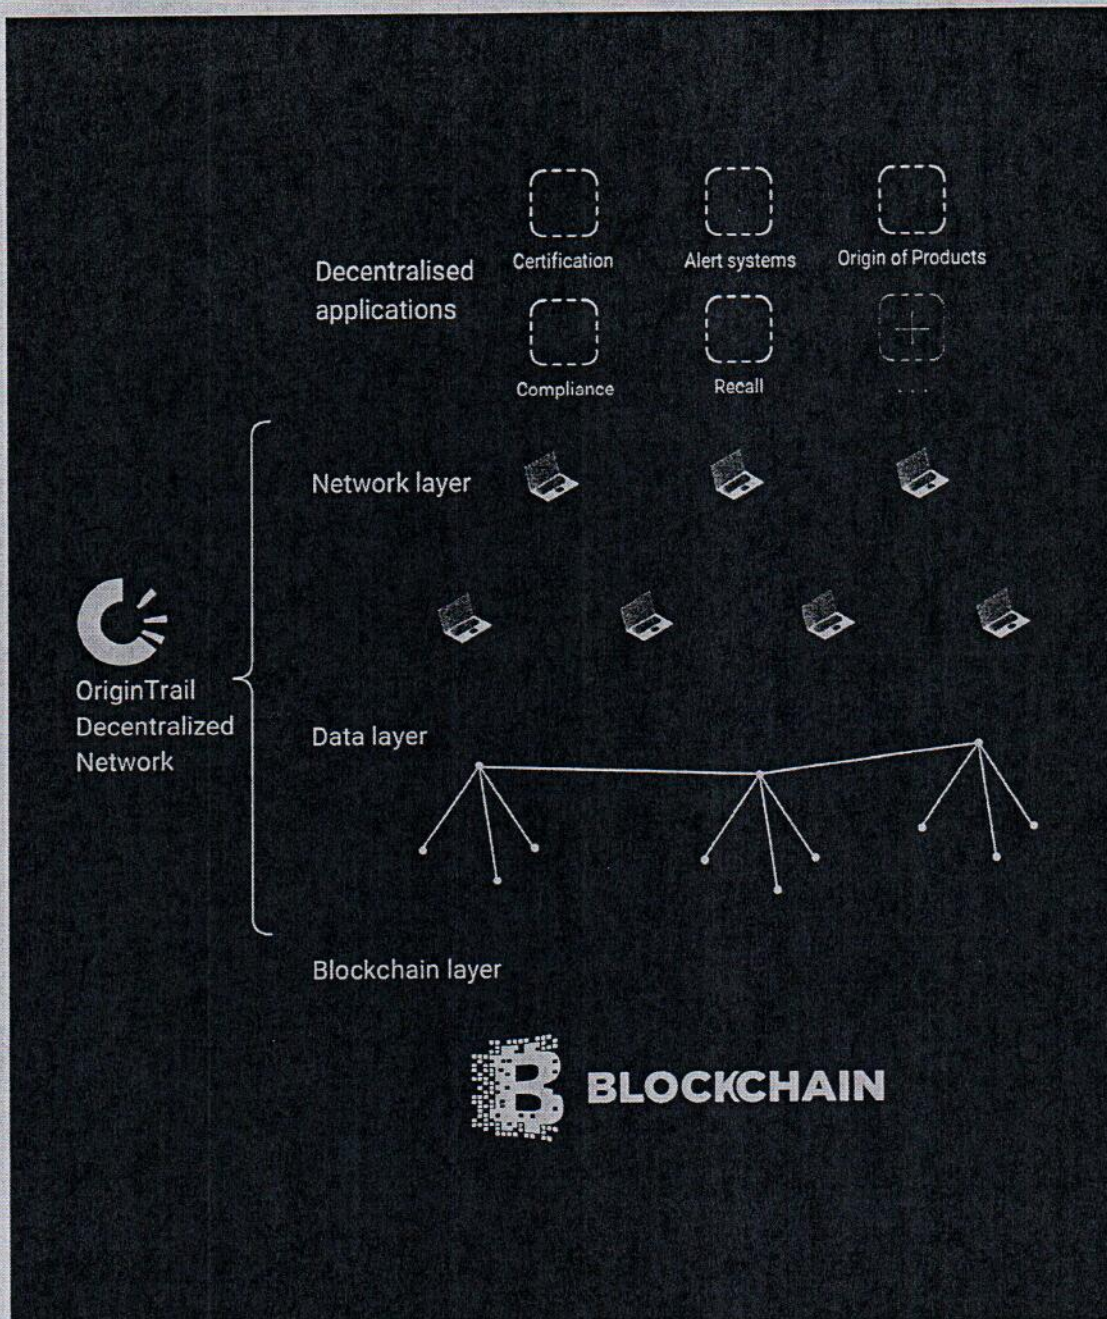 Decentralised
applications
Certification
Alert systems
Origin of Products
Compliance
Recall
...
Network layer
OriginTrail
Decentralized
Network
Data layer
Blockchain layer
BLOCKCHAIN